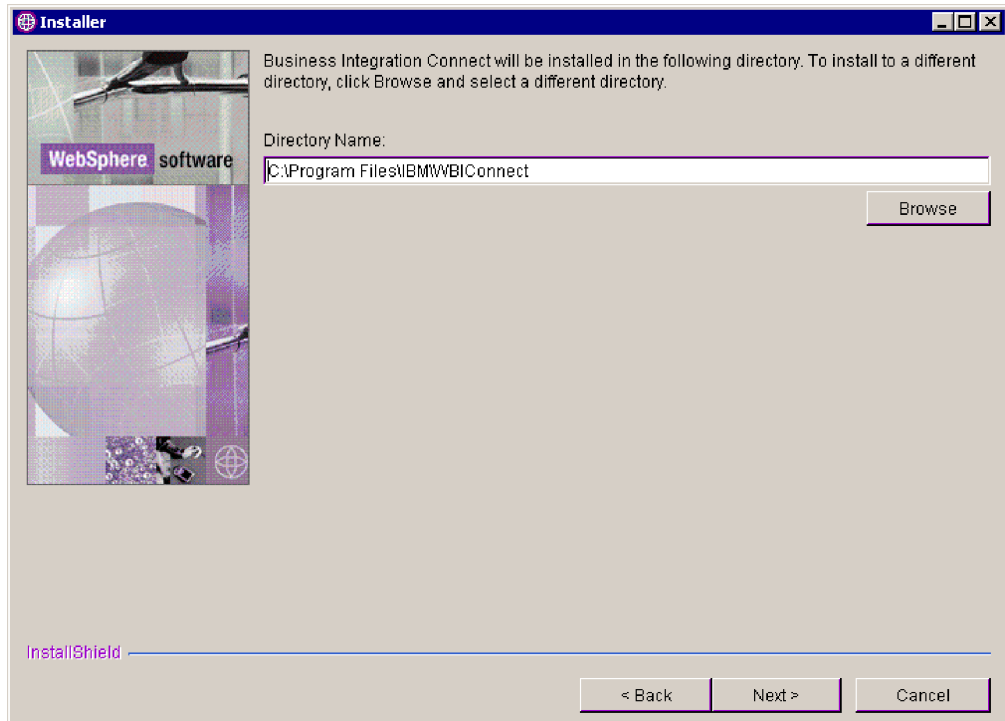 Installer
Business Integration Connect will be installed in the following directory. To install to a different
directory, click Browse and select a different directory.
WebSphere software
Directory Name:
C:\Program Files\IBM\WBIConnect
Browse
InstallShield
< Back
Next >
Cancel